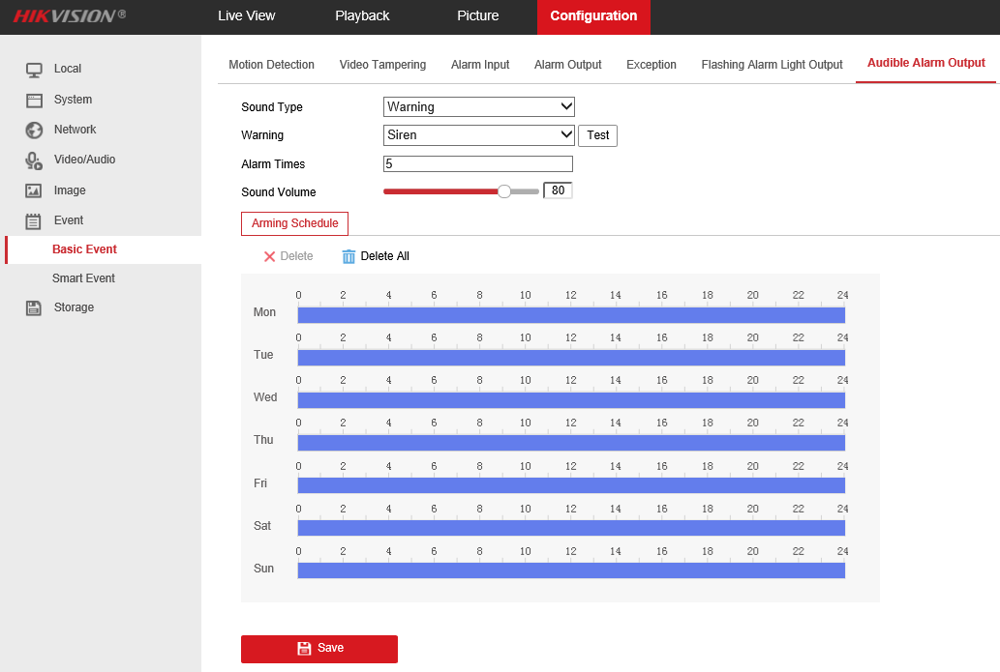 HIKVISION® Live View Playback Picture Configuration
Local
System
Network
Video/Audio
Image
Event
Basic Event
Smart Event
Storage
Motion Detection Video Tampering Alarm Input Alarm Output Exception Flashing Alarm Light Output Audible Alarm Output
Sound Type Warning
Warning Siren Test
Alarm Times 5
Sound Volume 80
Arming Schedule
Delete Delete All
0 2 4 6 8 10 12 14 16 18 20 22 24
Mon
0 2 4 6 8 10 12 14 16 18 20 22 24
Tue
0 2 4 6 8 10 12 14 16 18 20 22 24
Wed
0 2 4 6 8 10 12 14 16 18 20 22 24
Thu
0 2 4 6 8 10 12 14 16 18 20 22 24
Fri
0 2 4 6 8 10 12 14 16 18 20 22 24
Sat
0 2 4 6 8 10 12 14 16 18 20 22 24
Sun
Save